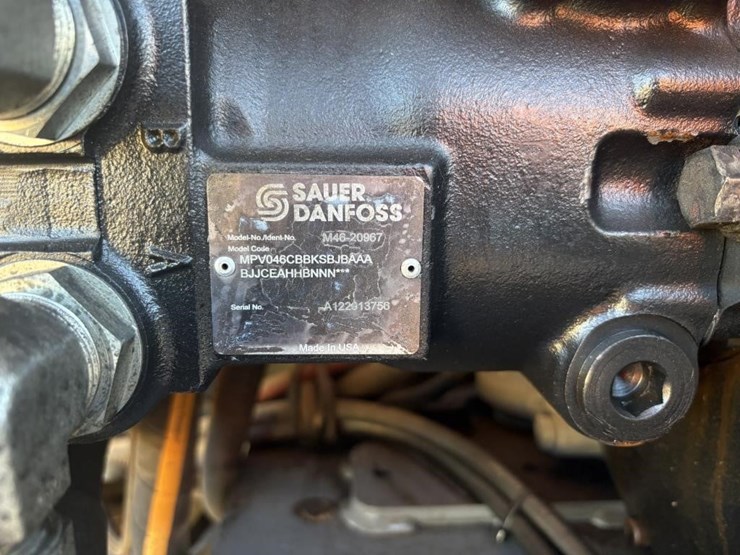 B
SAUER
DANFOSS
Model-No./Ident-No. M46-20967
Model Code
MPV046CBBKSBJBAAA
BJJCEAHHBNNN***
A
Serial No. A122913756
Made In USA